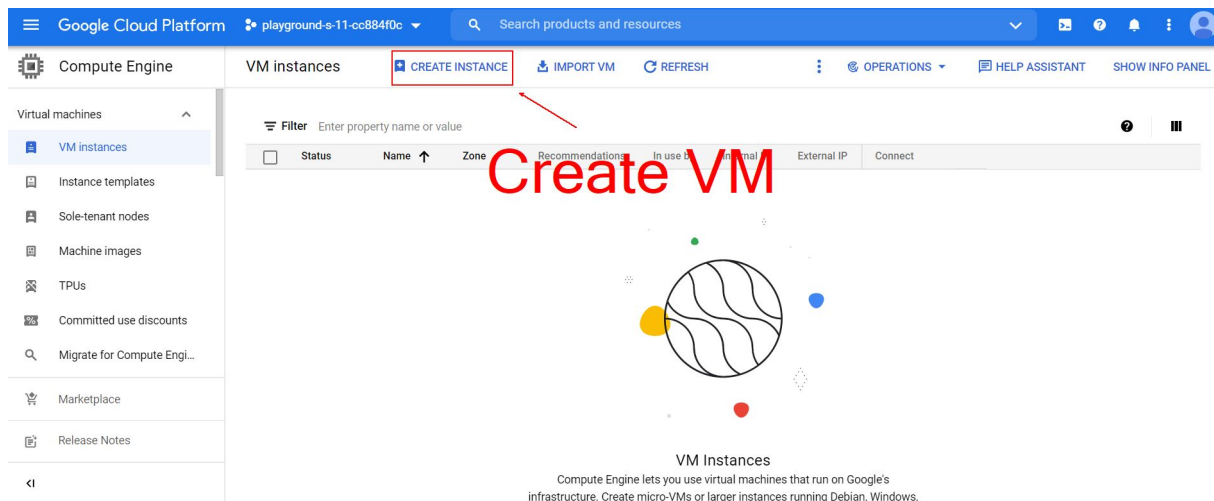 Google Cloud Platform playground-s-11-cc884f0c Search products and resources
Compute Engine VM instances CREATE INSTANCE IMPORT VM REFRESH OPERATIONS HELP ASSISTANT SHOW INFO PANEL
Virtual machines
Filter Enter property name or value
VM instances
Status Name Zone Recommendations In use by External IP Connect
Create VM
Instance templates
Sole-tenant nodes
Machine images
TPUs
Committed use discounts
Migrate for Compute Engi...
Marketplace
Release Notes
VM Instances
Compute Engine lets you use virtual machines that run on Google's
infrastructure. Create micro-VMs or larger instances running Debian, Windows,